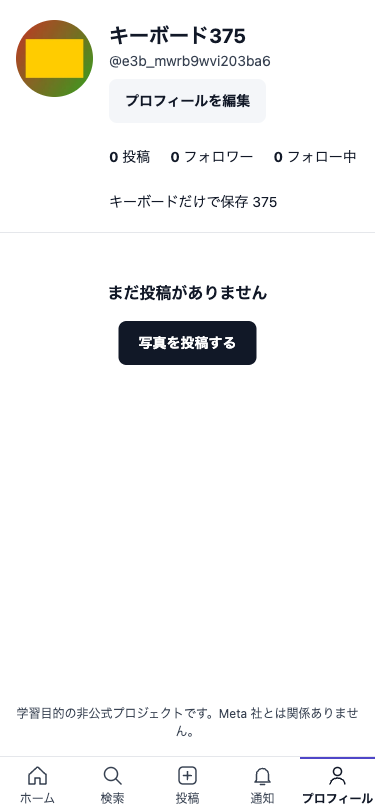 キーボード375
@e3b_mwrb9wvi203ba6
プロフィールを編集
0 投稿 0 フォロワー 0 フォロー中
キーボードだけで保存 375
まだ投稿がありません
写真を投稿する
学習目的の非公式プロジェクトです。Meta 社とは関係ありませ
ん。
ホーム 検索 投稿 通知 プロフィール